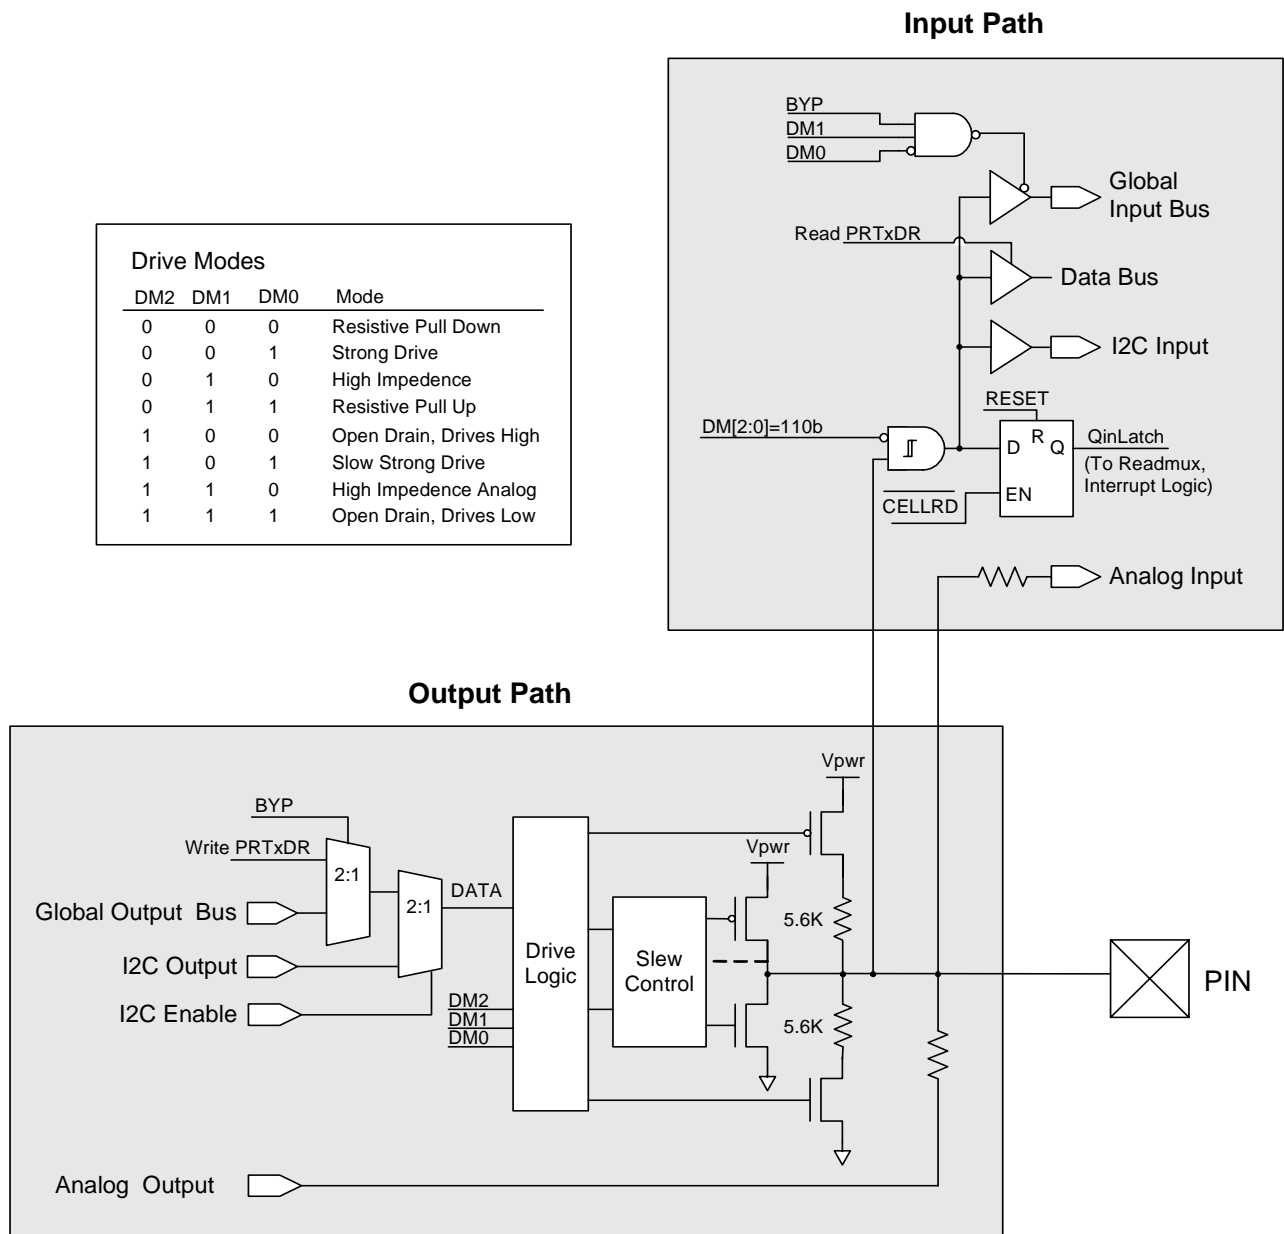 Input Path
BYP
DM1
DM0
Global
Input Bus
Read PRTxDR
Data Bus
I2C Input
RESET
DM[2:0]=110b
D R Q
QinLatch
(To Readmux,
Interrupt Logic)
EN
CELLRD
Analog Input
Drive Modes
DM2 DM1 DM0 Mode
0 0 0 Resistive Pull Down
0 0 1 Strong Drive
0 1 0 High Impedence
0 1 1 Resistive Pull Up
1 0 0 Open Drain, Drives High
1 0 1 Slow Strong Drive
1 1 0 High Impedence Analog
1 1 1 Open Drain, Drives Low
Output Path
Vpwr
BYP
Write PRTxDR
Vpwr
2:1
DATA
2:1
Global Output Bus
5.6K
Drive
Logic
Slew
Control
I2C Output
PIN
I2C Enable
DM2
DM1
DM0
5.6K
Analog Output